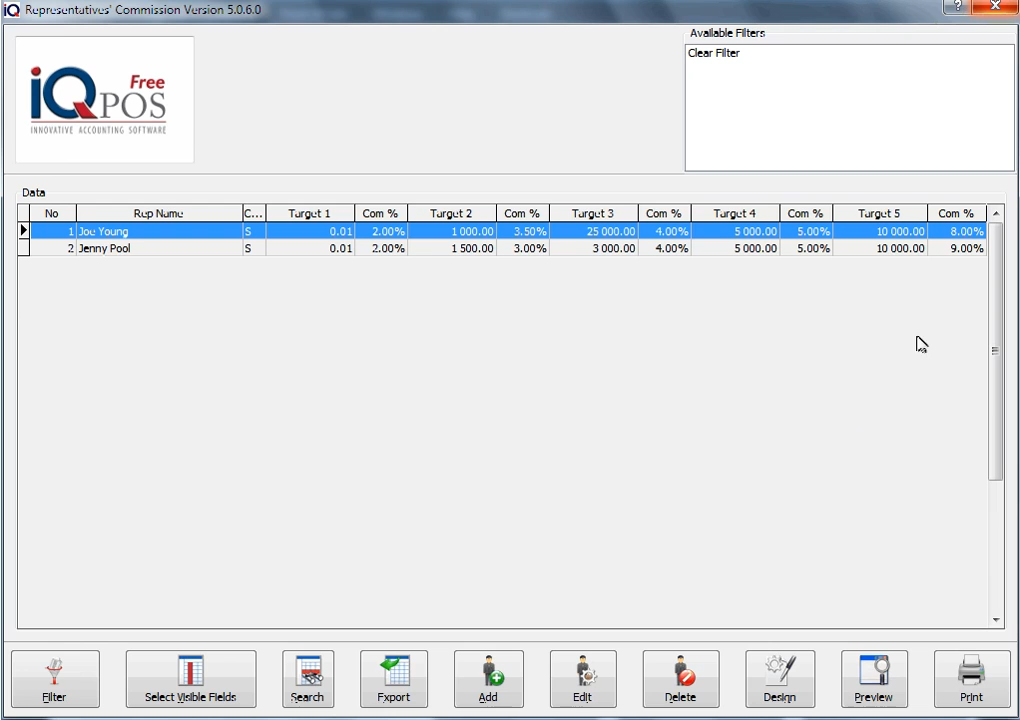 iQ Representatives' Commission Version 5.0.6.0
?
Available Filters
Clear Filter
iQ POS Free
INNOVATIVE ACCOUNTING SOFTWARE
Data
No Rep Name C... Target 1 Com % Target 2 Com % Target 3 Com % Target 4 Com % Target 5 Com %
1 Joe Young S 0.01 2.00% 1 000.00 3.50% 25 000.00 4.00% 5 000.00 5.00% 10 000.00 8.00%
2 Jenny Pool S 0.01 2.00% 1 500.00 3.00% 3 000.00 4.00% 5 000.00 5.00% 10 000.00 9.00%
Filter Select Visible Fields Search Export Add Edit Delete Design Preview Print